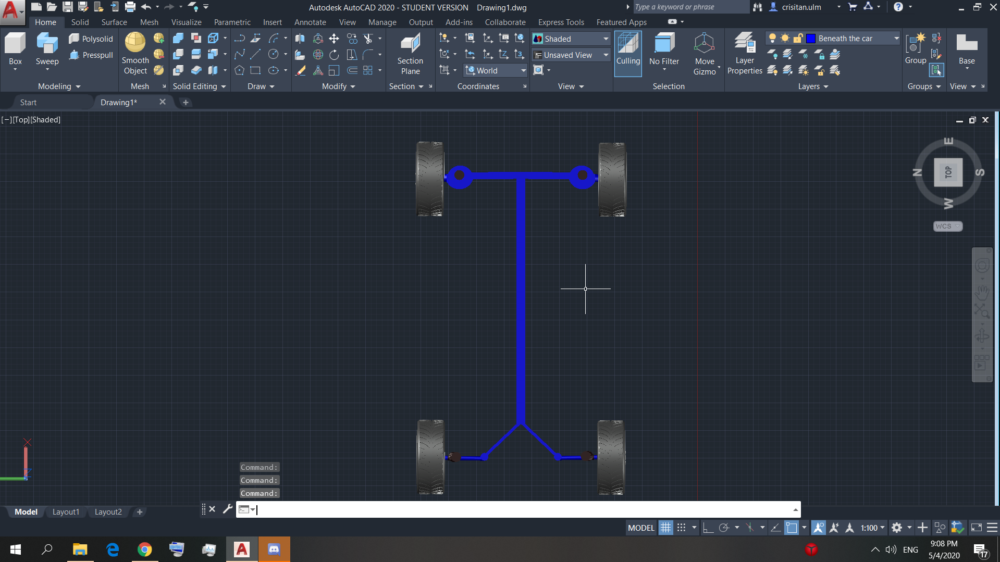 Autodesk AutoCAD 2020 - STUDENT VERSION Drawing1.dwg
Type a keyword or phrase
crisitan.ulm
Home Solid Surface Mesh Visualize Parametric Insert Annotate View Manage Output Add-ins Collaborate Express Tools Featured Apps
Box
Sweep
Polysolid
Presspull
Modeling
Smooth
Object
Mesh
Solid Editing
Draw
Modify
Section
Plane
Section
World
Coordinates
Shaded
Unsaved View
View
Culling
No Filter
Move
Gizmo
Selection
Layer
Properties
Beneath the car
Layers
Group
Groups
Base
View
Start
Drawing1*
[−][Top][Shaded]
E
N
TOP
S
W
WCS
X
Z
Command:
Command:
Command:
Model Layout1 Layout2
MODEL
1:100
ENG
9:08 PM
5/4/2020
17